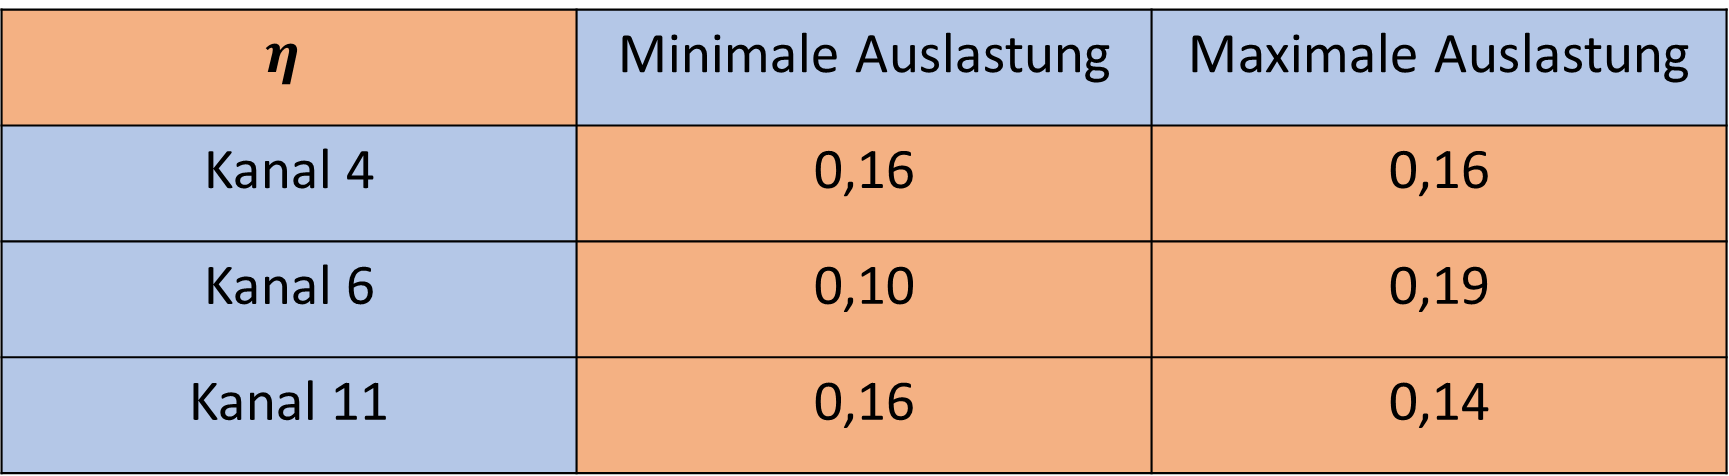 η Minimale Auslastung Maximale Auslastung
Kanal 4 0,16 0,16
Kanal 6 0,10 0,19
Kanal 11 0,16 0,14